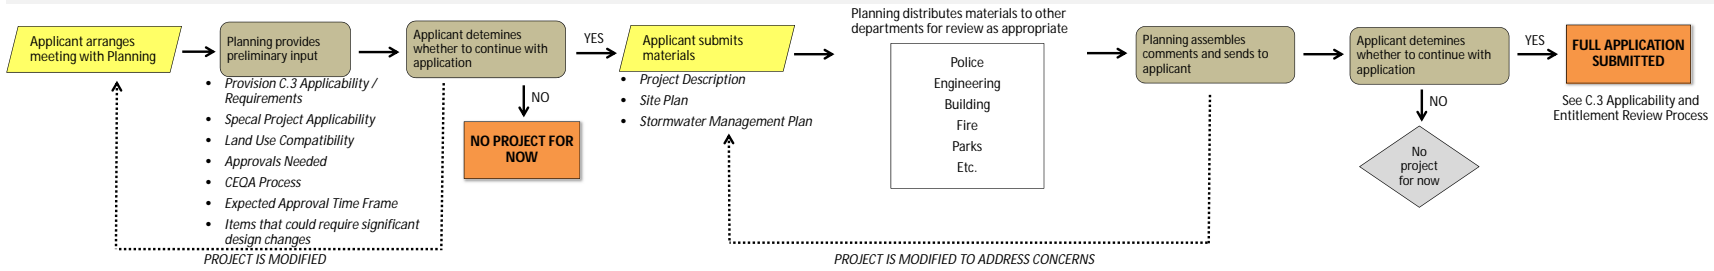 Applicant arranges
meeting with Planning
Planning provides
preliminary input
• Provision C.3 Applicability /
Requirements
• Specal Project Applicability
• Land Use Compatibility
• Approvals Needed
• CEQA Process
• Expected Approval Time Frame
• Items that could require significant
design changes
PROJECT IS MODIFIED
Applicant detemines
whether to continue with
application
NO
NO PROJECT FOR
NOW
YES
Applicant submits
materials
• Project Description
• Site Plan
• Stormwater Management Plan
Planning distributes materials to other
departments for review as appropriate
Police
Engineering
Building
Fire
Parks
Etc.
Planning assembles
comments and sends to
applicant
PROJECT IS MODIFIED TO ADDRESS CONCERNS
Applicant detemines
whether to continue with
application
NO
No
project
for now
YES
FULL APPLICATION
SUBMITTED
See C.3 Applicability and
Entitlement Review Process